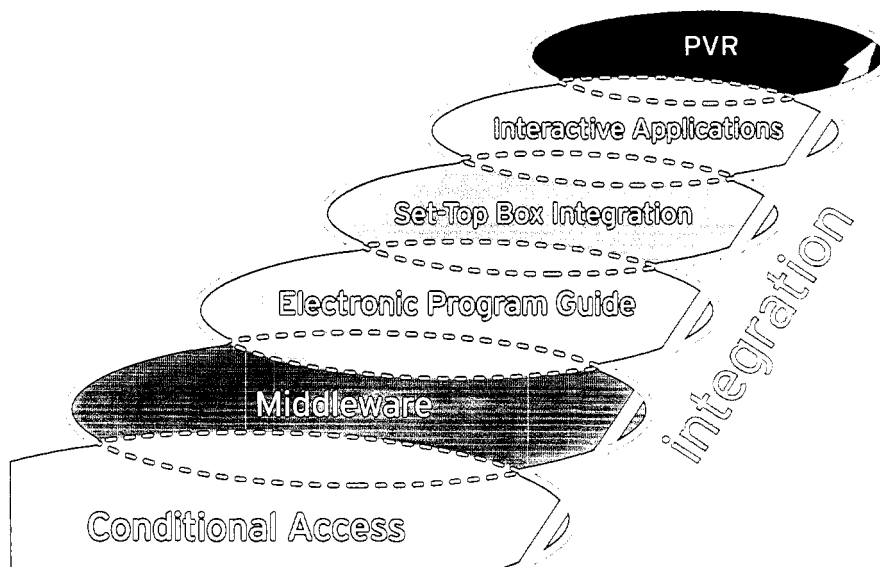 PVR
Interactive Applications
Set-Top Box Integration
Electronic Program Guide
Middleware
Conditional Access
integration